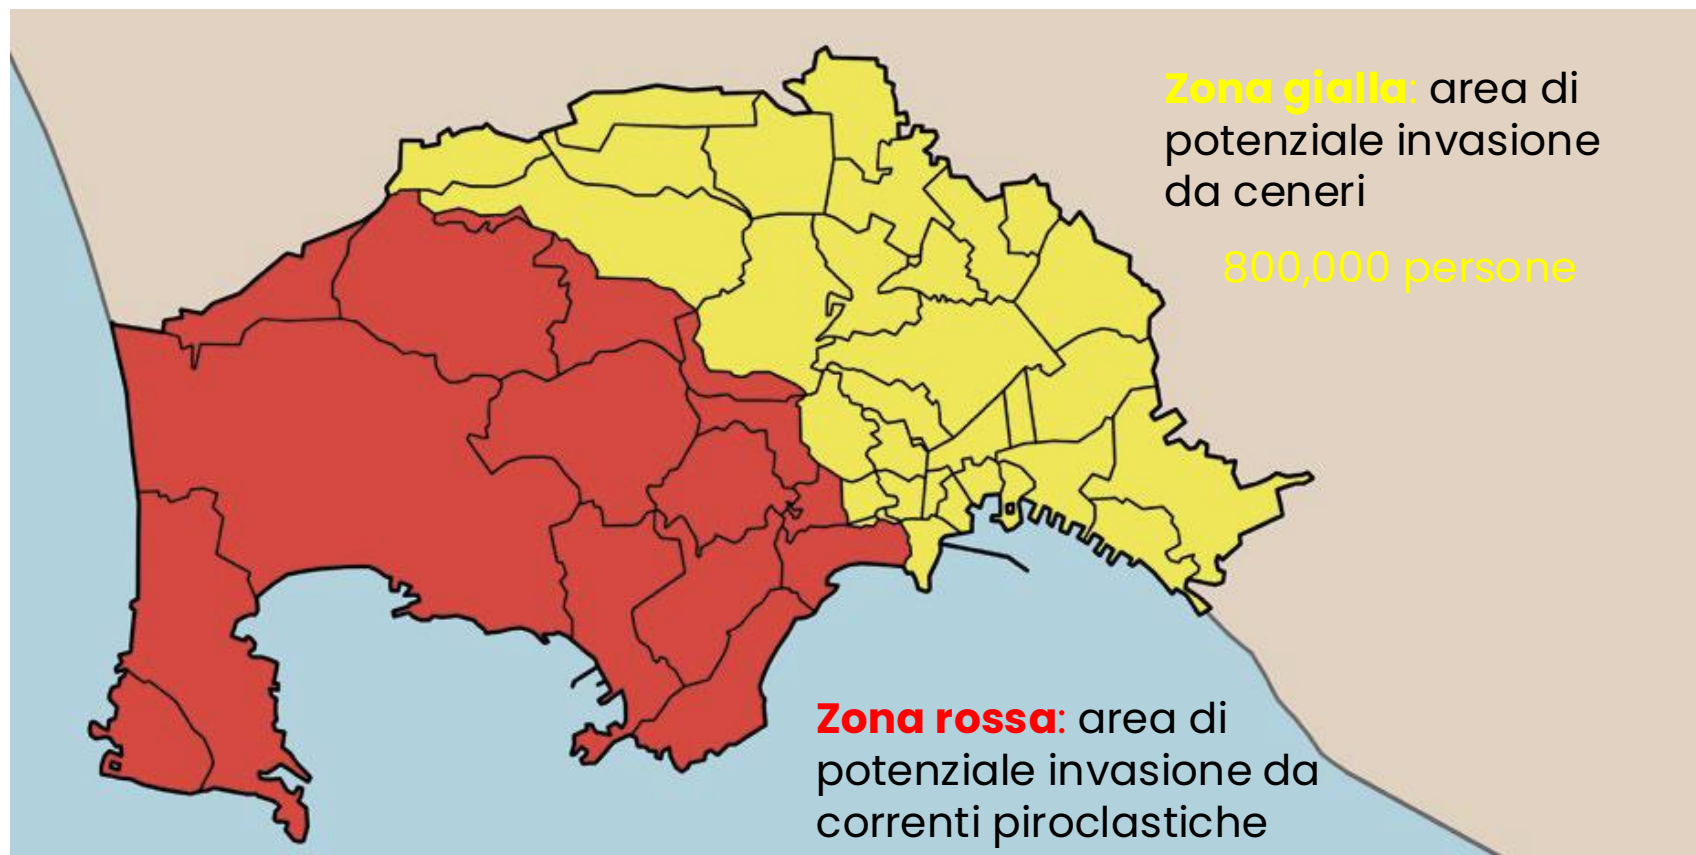 Zona gialla: area di
potenziale invasione
da ceneri
800,000 persone
Zona rossa: area di
potenziale invasione da
correnti piroclastiche